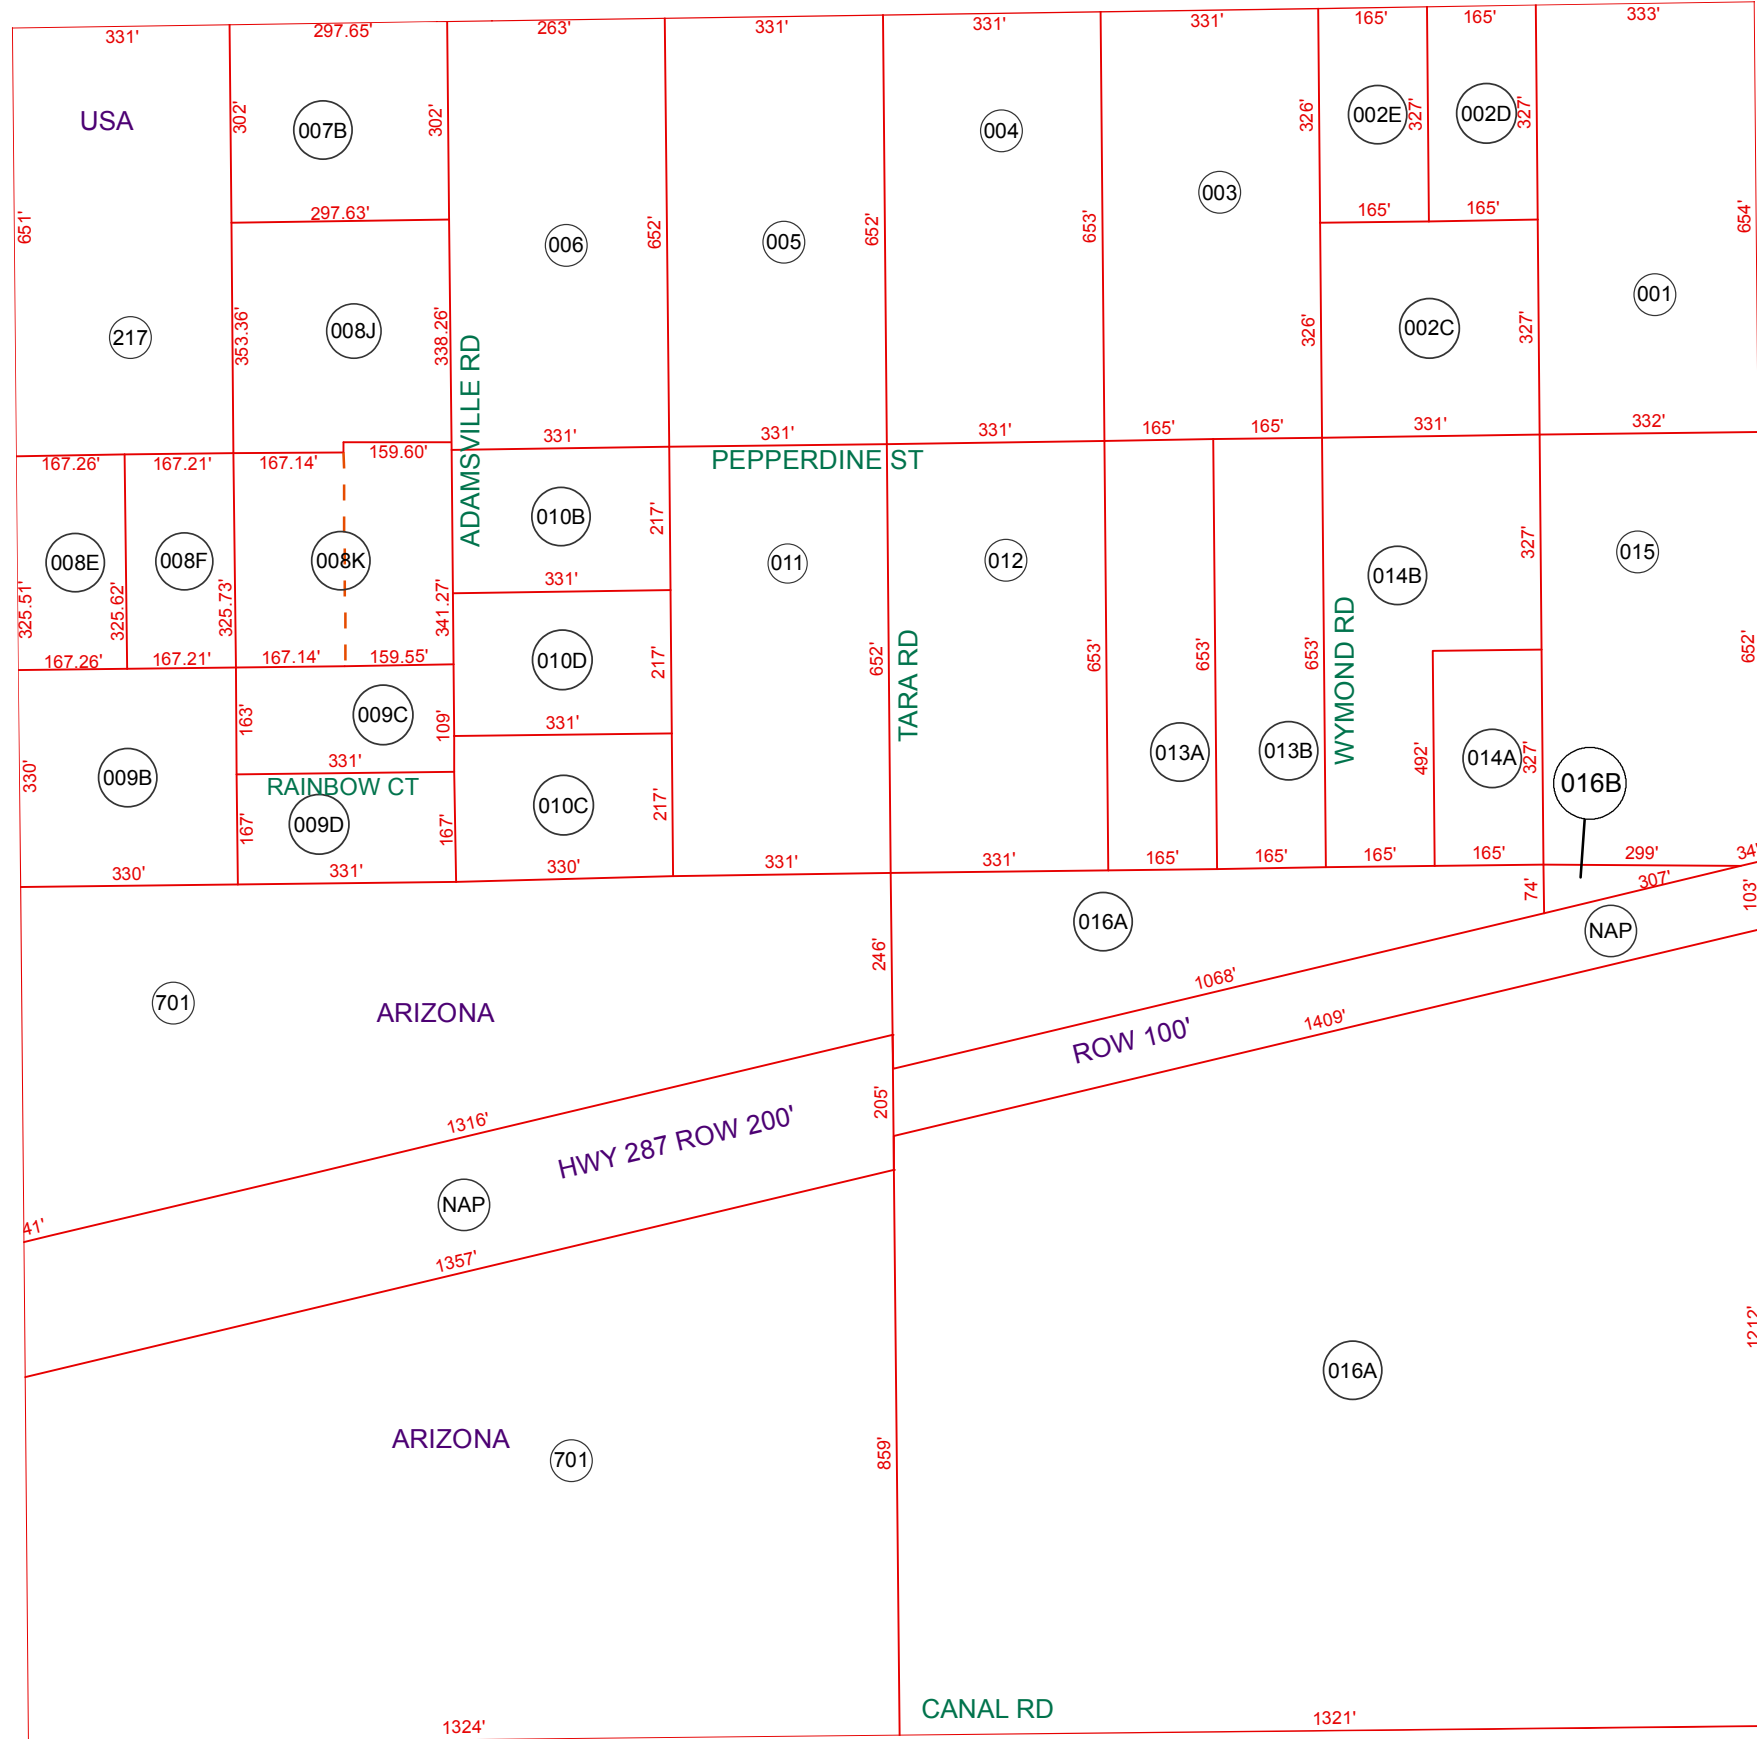 331'
297.65'
263'
331'
331'
331'
165'
165'
333'
USA
302'
007B
302'
004
326'
002E
327'
002D
327'
003
651'
297.63'
006
652'
005
652'
653'
165'
165'
654'
217
353.36'
008J
338.26'
ADAMSVILLE RD
326'
002C
327'
001
331'
331'
331'
165'
165'
331'
332'
167.26'
167.21'
167.14'
159.60'
PEPPERDINE ST
010B
217'
008E
008F
008K
011
012
014B
327'
015
331'
325.51'
325.62'
325.73'
341.27'
167.26'
167.21'
167.14'
159.55'
010D
217'
652'
TARA RD
653'
653'
653'
WYMOND RD
652'
163'
009C
109'
331'
331'
330'
009B
RAINBOW CT
009D
167'
167'
010C
217'
013A
013B
492'
014A
327'
016B
330'
331'
330'
331'
331'
165'
165'
165'
165'
299'
34'
74'
307'
103'
016A
NAP
246'
701
ARIZONA
1068'
ROW 100'
1409'
1316'
205'
HWY 287 ROW 200'
NAP
41'
1357'
1212'
016A
ARIZONA
701
859'
CANAL RD
1324'
1321'